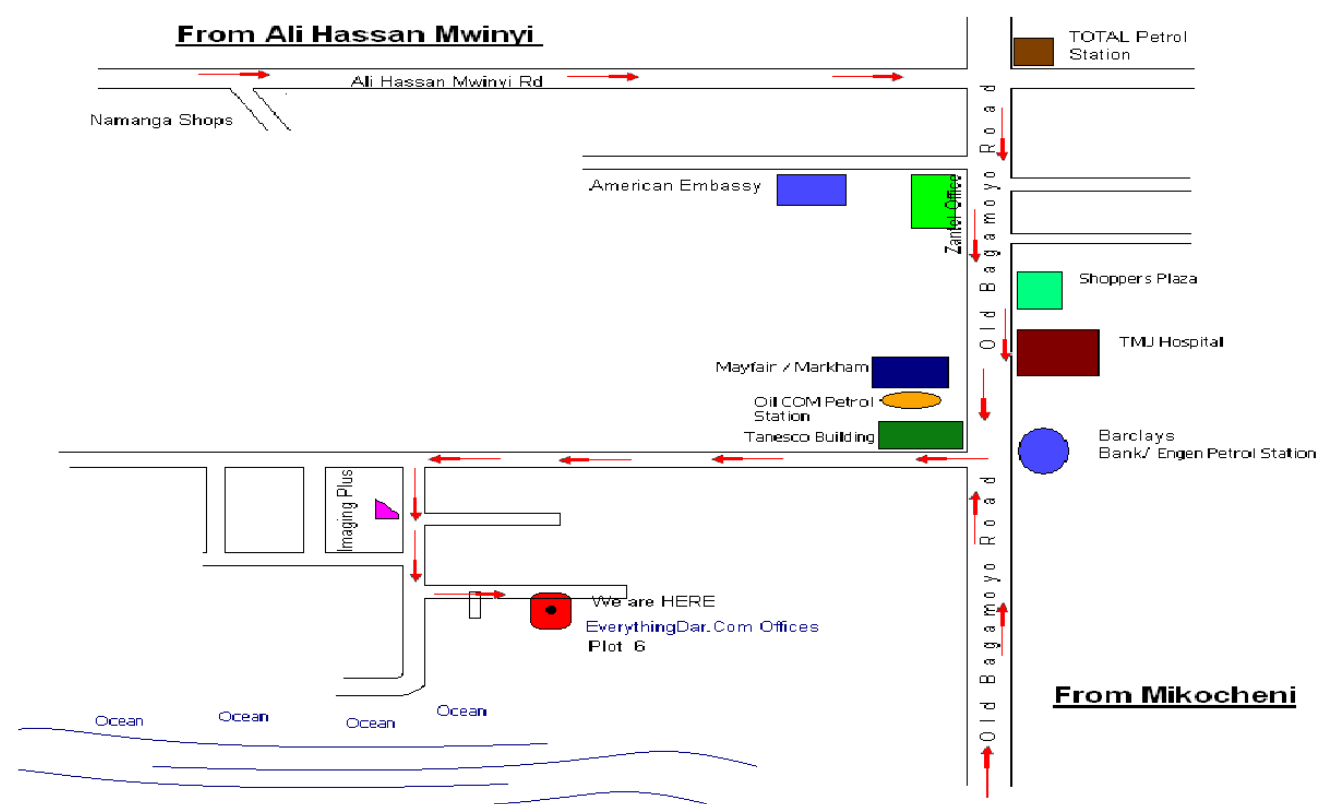 From Ali Hassan Mwinyi
TOTAL Petrol
Station
Ali Hassan Mwinyi Rd
Namanga Shops
Old Bagamoyo Road
American Embassy
Zantel Office
Shoppers Plaza
TMJ Hospital
Mayfair / Markham
Oil COM Petrol
Station
Tanesco Building
Barclays
Bank/ Engen Petrol Station
Imaging Plus
Old Bagamoyo Road
We are HERE
EverythingDar.Com Offices
Plot 6
From Mikocheni
Ocean
Ocean
Ocean
Ocean